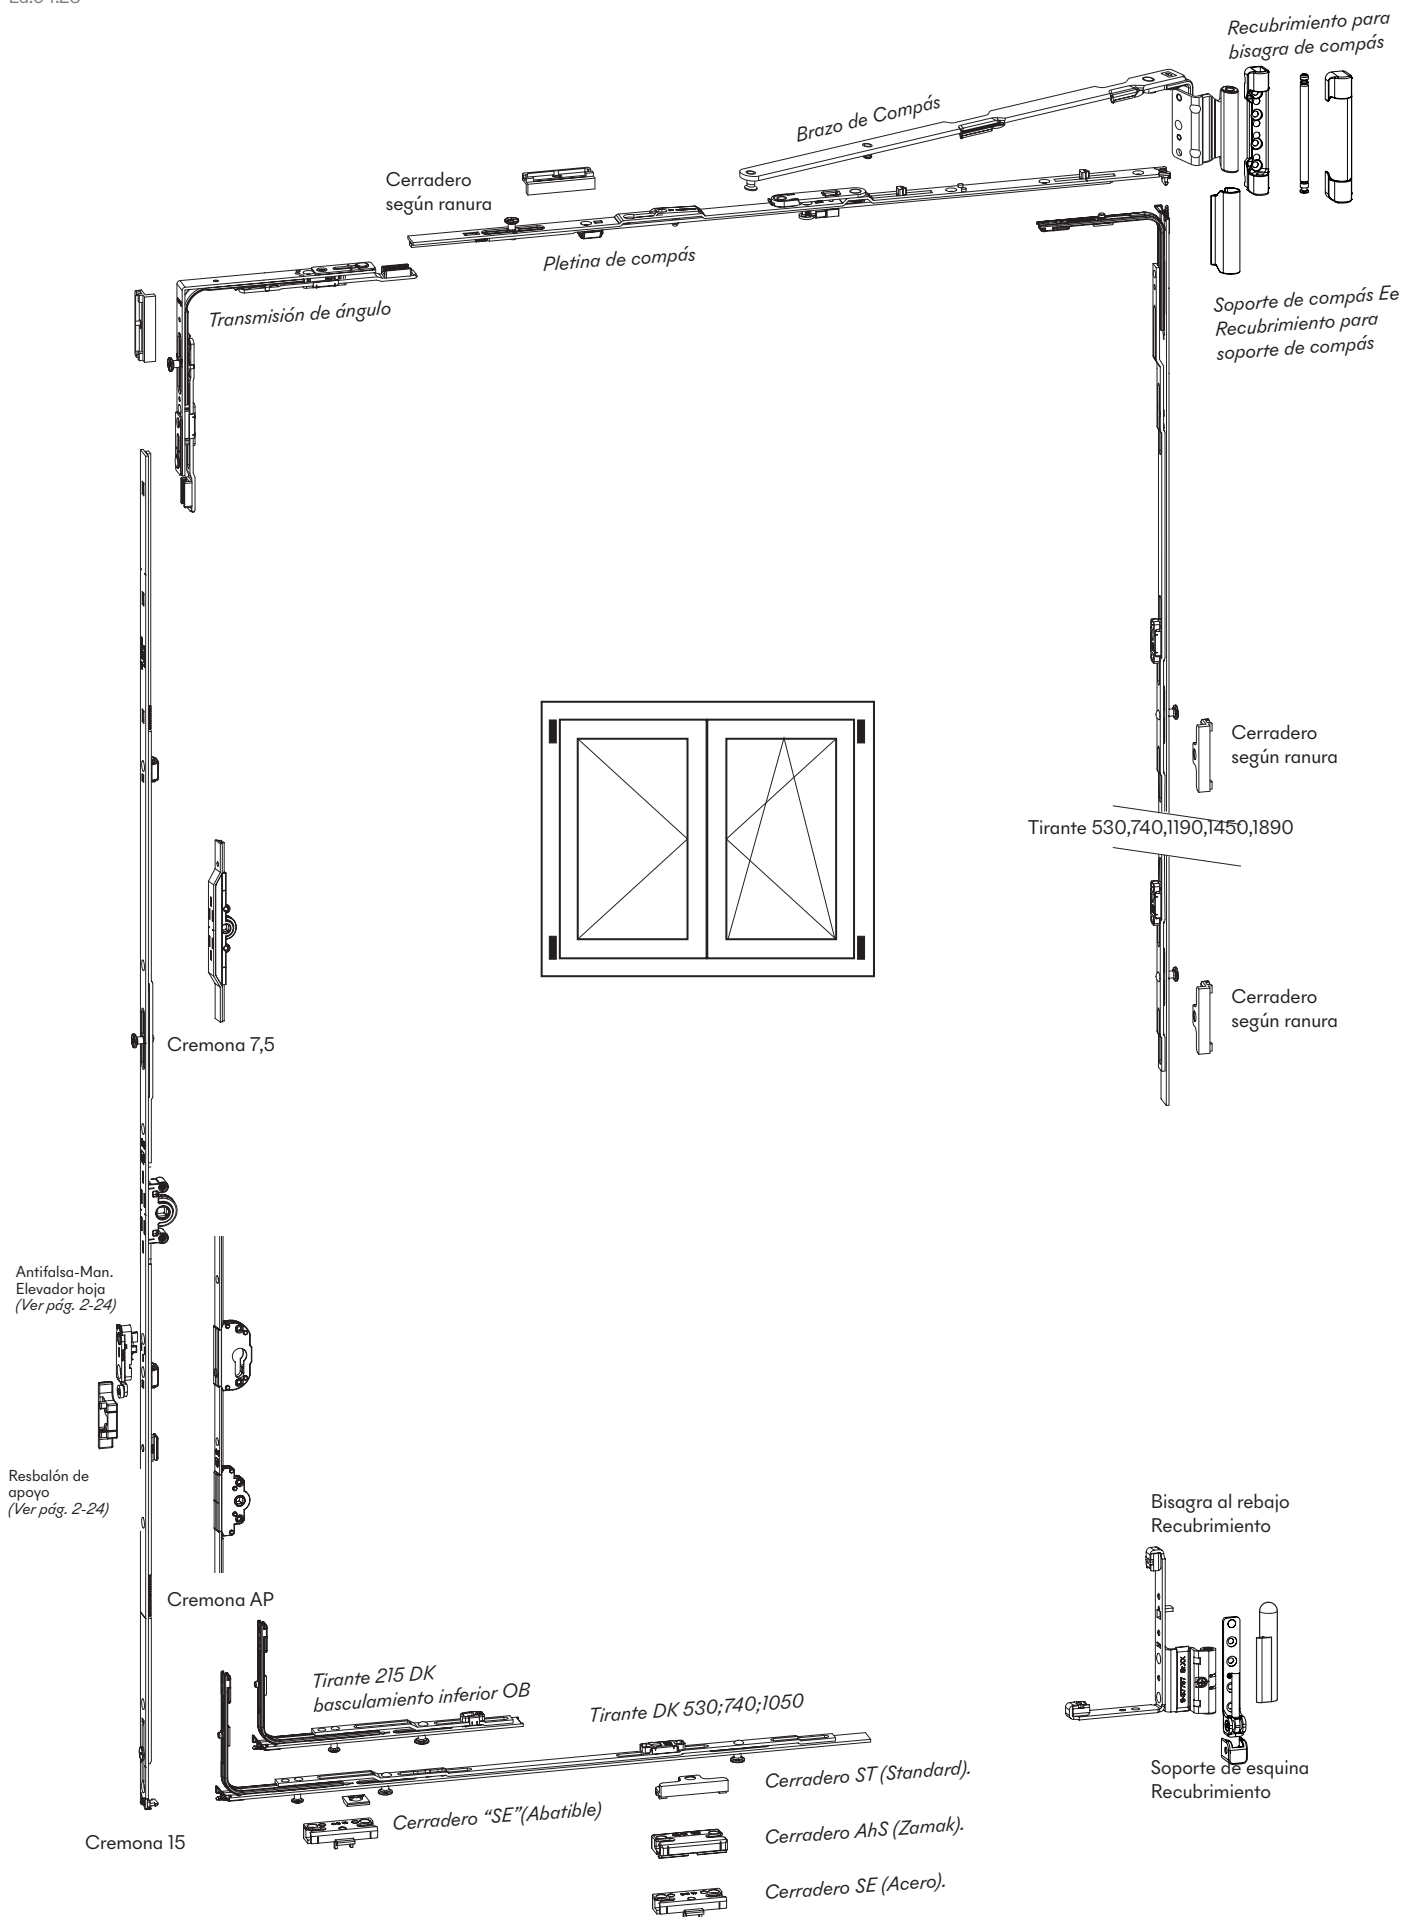 Recubrimiento para
bisagra de compás
Brazo de Compás
Cerradero
según ranura
Pletina de compás
Transmisión de ángulo
Soporte de compás Ee
Recubrimiento para
soporte de compás
Cerradero
según ranura
Tirante 530,740,1190,1450,1890
Cerradero
según ranura
Cremona 7,5
Antifalsa-Man.
Elevador hoja
(Ver pág. 2-24)
Resbalón de
apoyo
(Ver pág. 2-24)
Bisagra al rebajo
Recubrimiento
Cremona AP
Tirante 215 DK
basculamiento inferior OB
Tirante DK 530;740;1050
Soporte de esquina
Recubrimiento
Cerradero ST (Standard).
Cerradero “SE”(Abatible)
Cerradero AhS (Zamak).
Cremona 15
Cerradero SE (Acero).